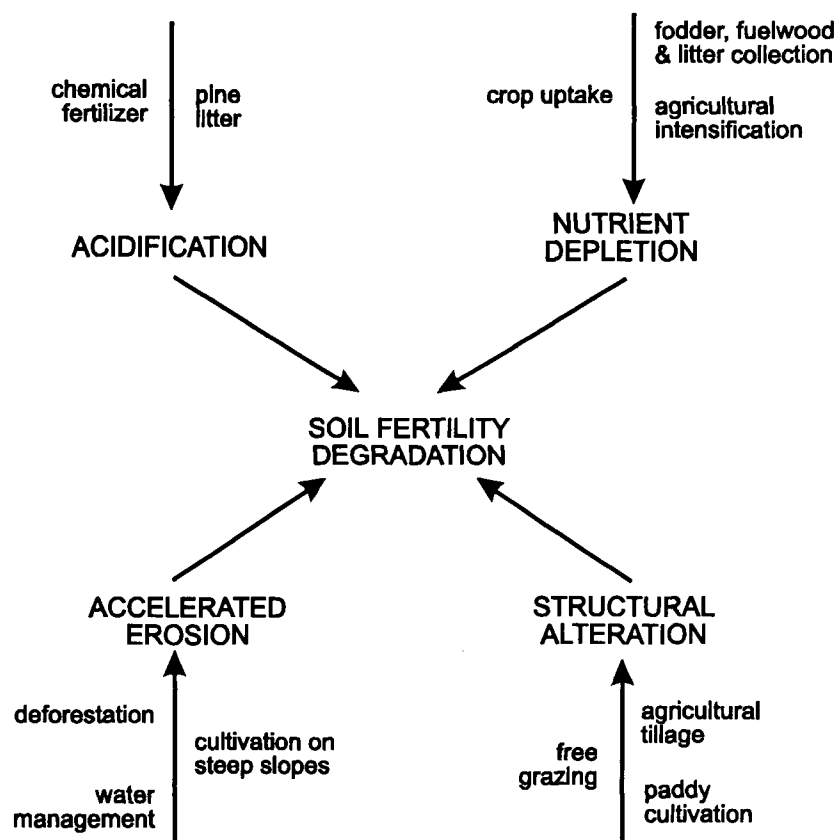 chemical
fertilizer
pine
litter
ACIDIFICATION
crop uptake
fodder, fuelwood
& litter collection
agricultural
intensification
NUTRIENT
DEPLETION
SOIL FERTILITY
DEGRADATION
ACCELERATED
EROSION
deforestation
cultivation on
steep slopes
water
management
STRUCTURAL
ALTERATION
free
grazing
agricultural
tillage
paddy
cultivation